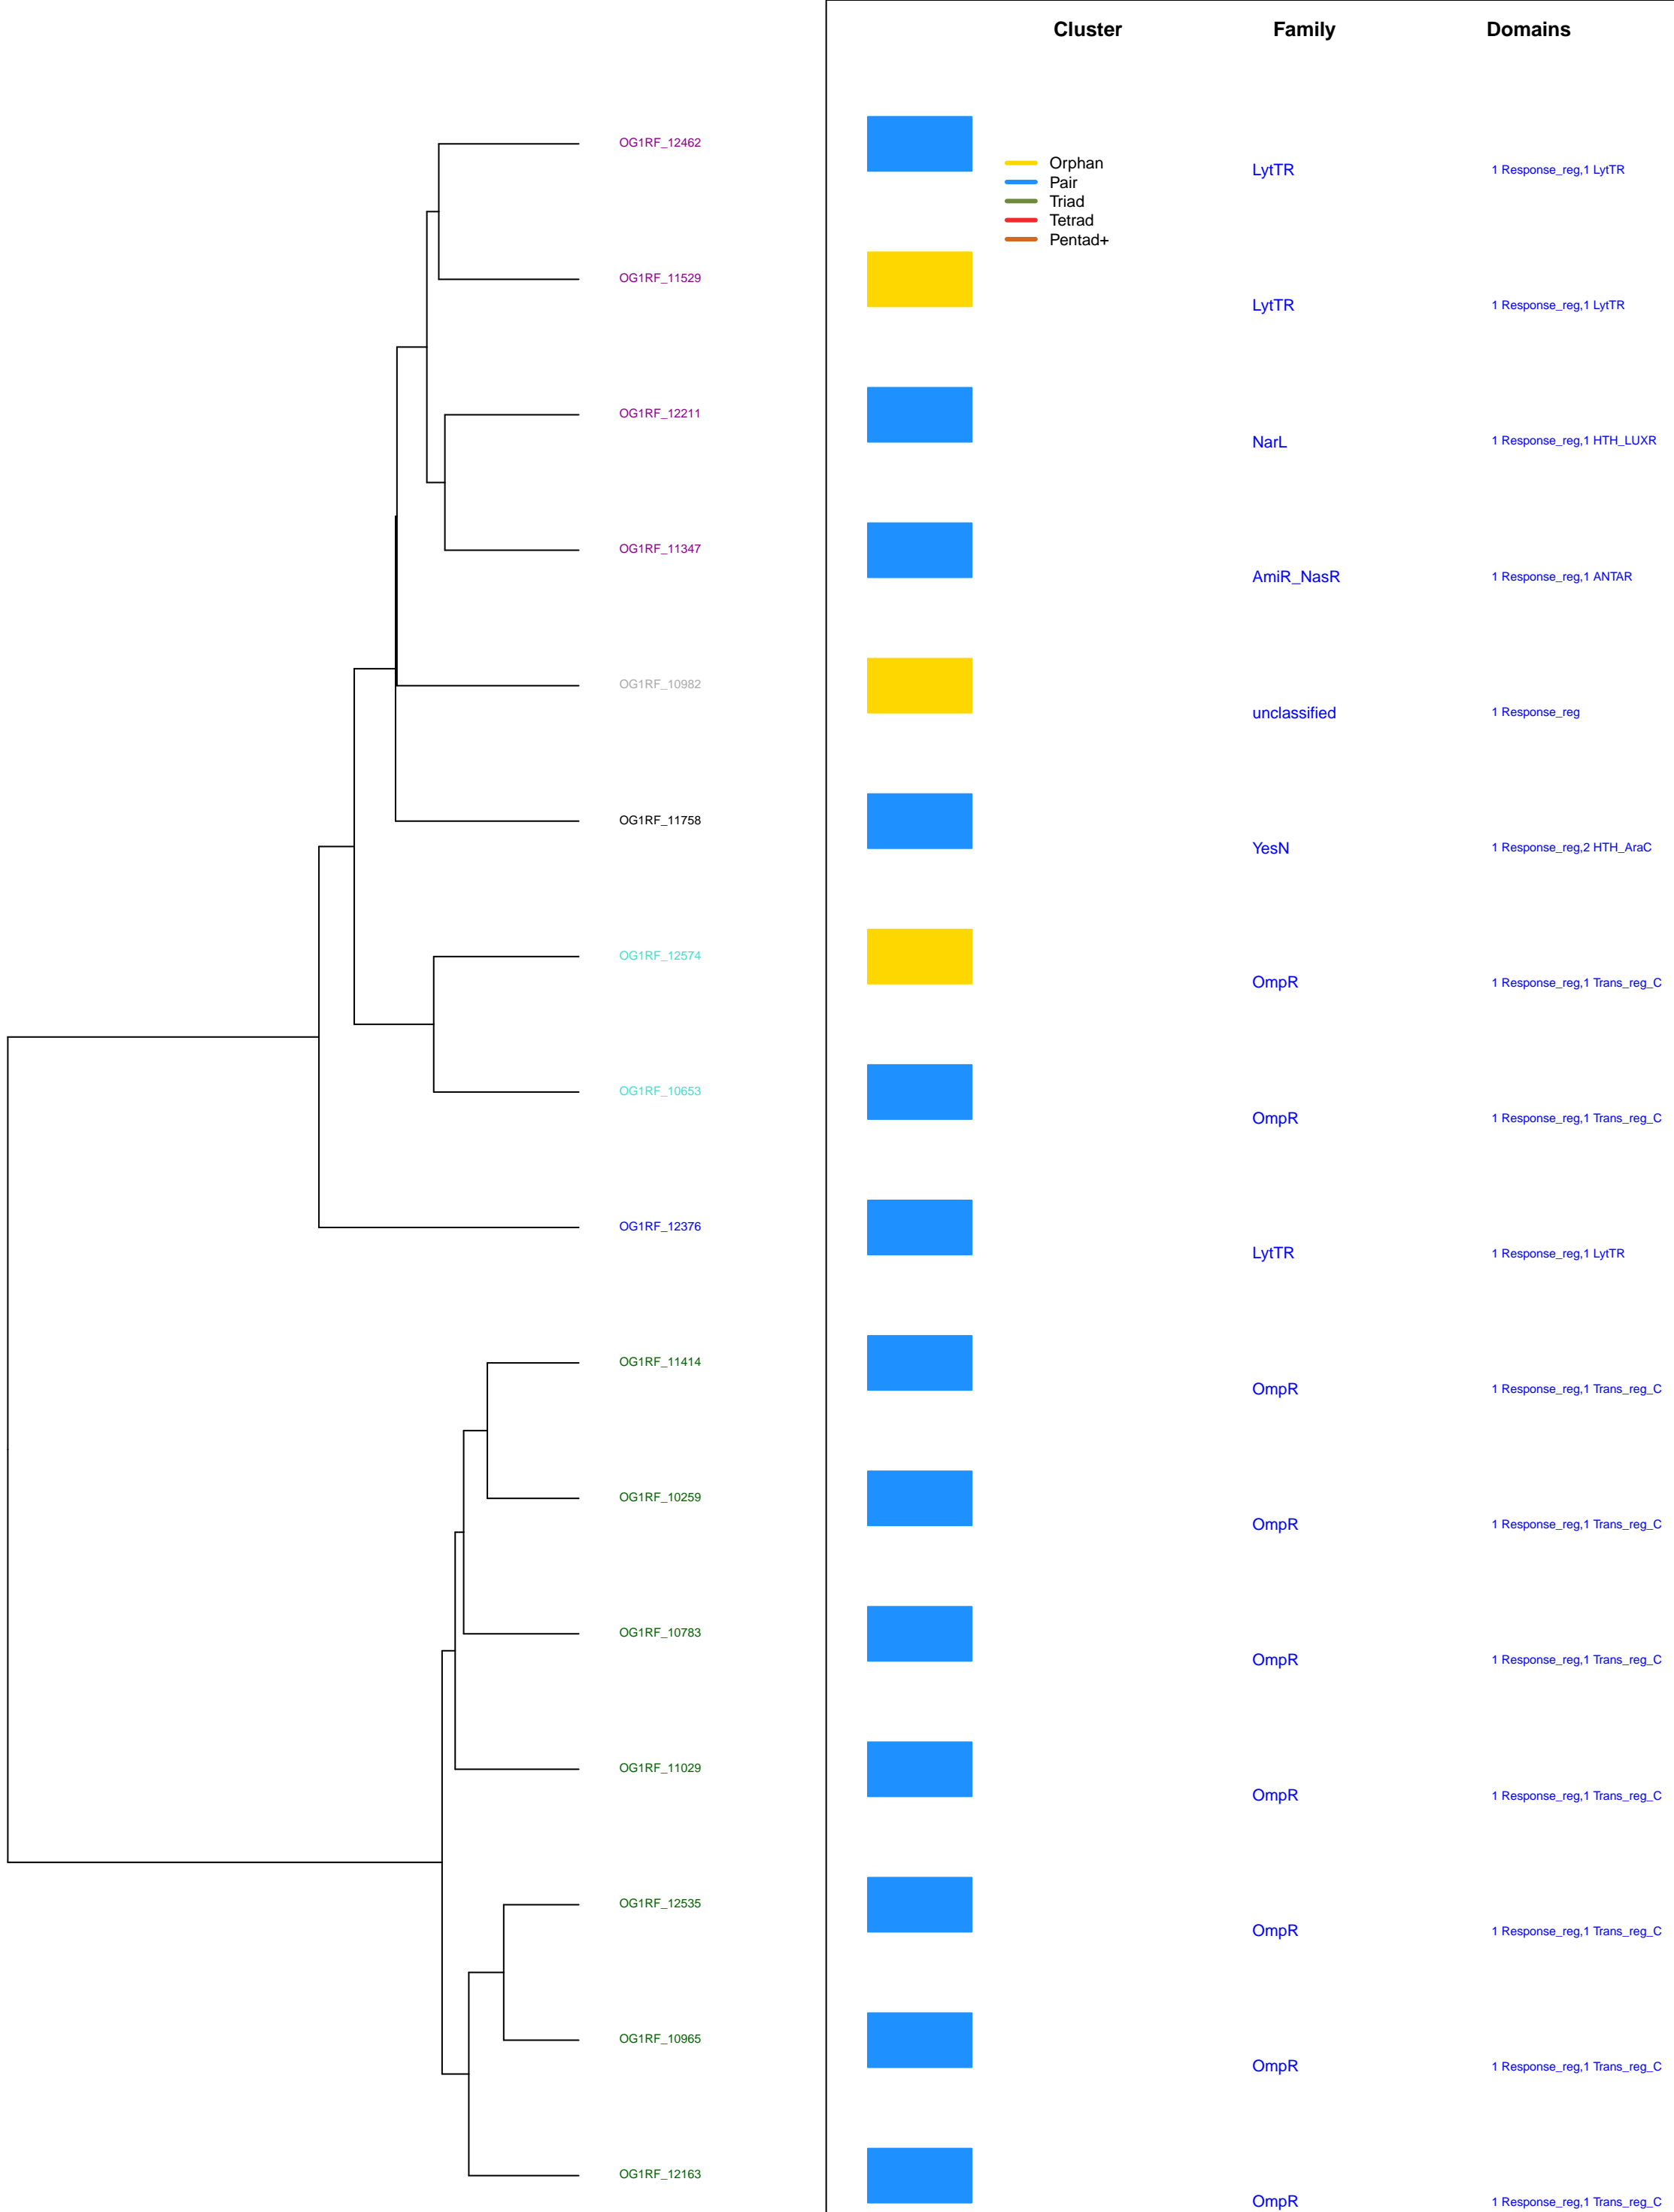 Cluster Family Domains
OG1RF_12462
Orphan
LytTR 1 Response_reg,1 LytTR
Pair
Triad
Tetrad
Pentad+
OG1RF_11529
LytTR 1 Response_reg,1 LytTR
OG1RF_12211
NarL 1 Response_reg,1 HTH_LUXR
OG1RF_11347
AmiR_NasR 1 Response_reg,1 ANTAR
OG1RF_10982
unclassified 1 Response_reg
OG1RF_11758
YesN 1 Response_reg,2 HTH_AraC
OG1RF_12574
OmpR 1 Response_reg,1 Trans_reg_C
OG1RF_10653
OmpR 1 Response_reg,1 Trans_reg_C
OG1RF_12376
LytTR 1 Response_reg,1 LytTR
OG1RF_11414
OmpR 1 Response_reg,1 Trans_reg_C
OG1RF_10259
OmpR 1 Response_reg,1 Trans_reg_C
OG1RF_10783
OmpR 1 Response_reg,1 Trans_reg_C
OG1RF_11029
OmpR 1 Response_reg,1 Trans_reg_C
OG1RF_12535
OmpR 1 Response_reg,1 Trans_reg_C
OG1RF_10965
OmpR 1 Response_reg,1 Trans_reg_C
OG1RF_12163
OmpR 1 Response_reg,1 Trans_reg_C